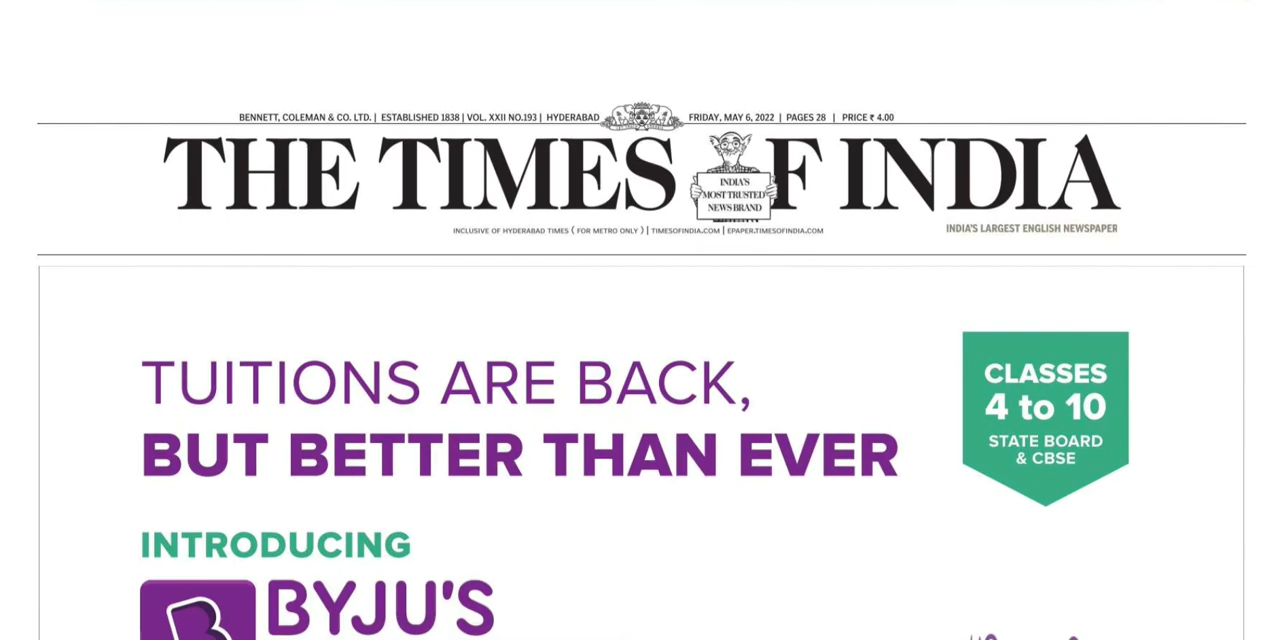 BENNETT, COLEMAN & CO. LTD. | ESTABLISHED 1838 | VOL. XXII NO.193 | HYDERABAD FRIDAY, MAY 6, 2022 | PAGES 28 | PRICE ₹ 4.00
THE TIMES OF INDIA
INDIA'S
MOST TRUSTED
NEWS BRAND
INCLUSIVE OF HYDERABAD TIMES ( FOR METRO ONLY ) | TIMESOFINDIA.COM | EPAPER.TIMESOFINDIA.COM
INDIA'S LARGEST ENGLISH NEWSPAPER
TUITIONS ARE BACK,
BUT BETTER THAN EVER
CLASSES
4 to 10
STATE BOARD
& CBSE
INTRODUCING
BYJU'S